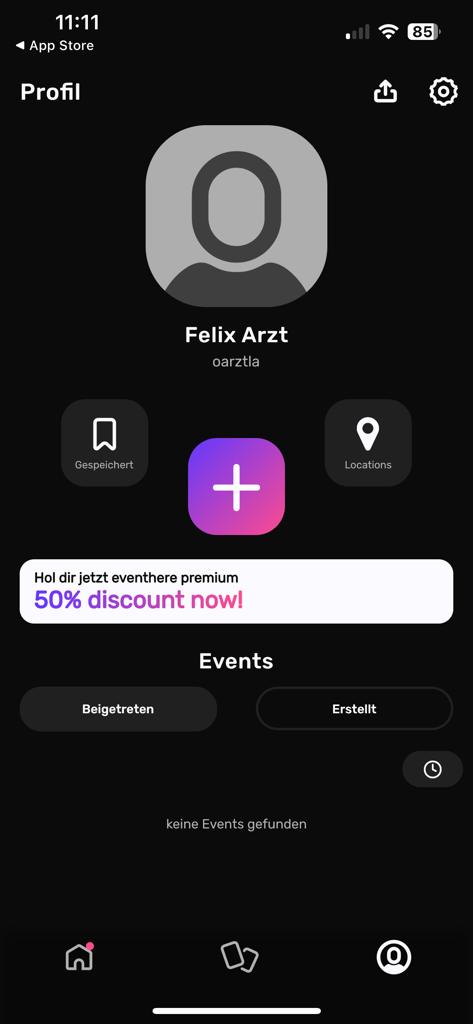 11:11
85
◀ App Store
Profil
Felix Arzt
oarztla
Gespeichert
Locations
Hol dir jetzt eventhere premium
50% discount now!
Events
Beigetreten
Erstellt
keine Events gefunden